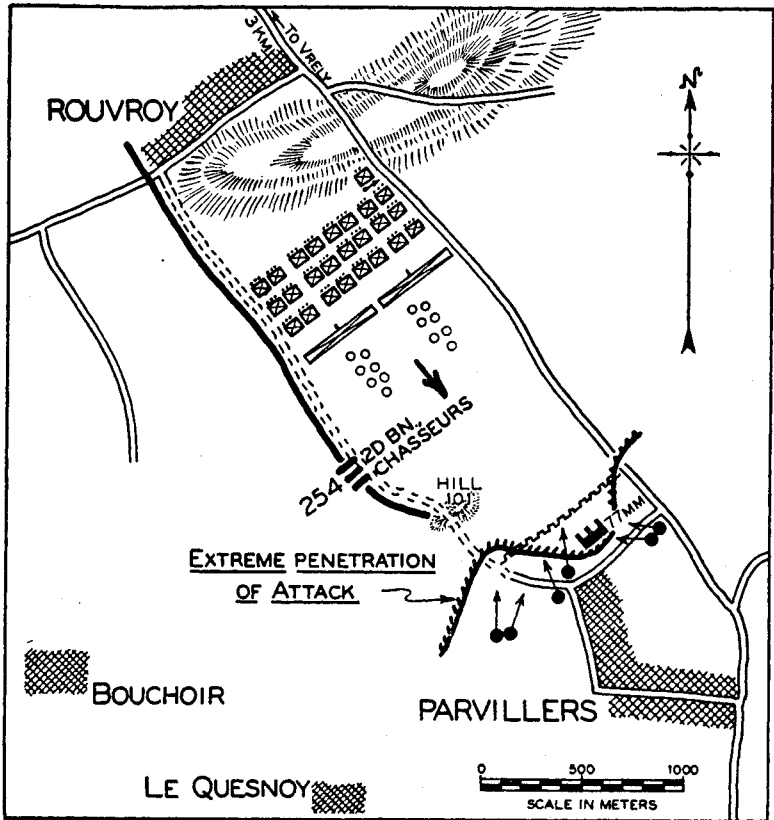 To Vrely
3 Km.
N
ROUVROY
2D BN.
CHASSEURS
254
HILL
101
77MM
EXTREME PENETRATION
OF ATTACK
BOUCHOIR
PARVILLERS
LE QUESNOY
0 500 1000
SCALE IN METERS